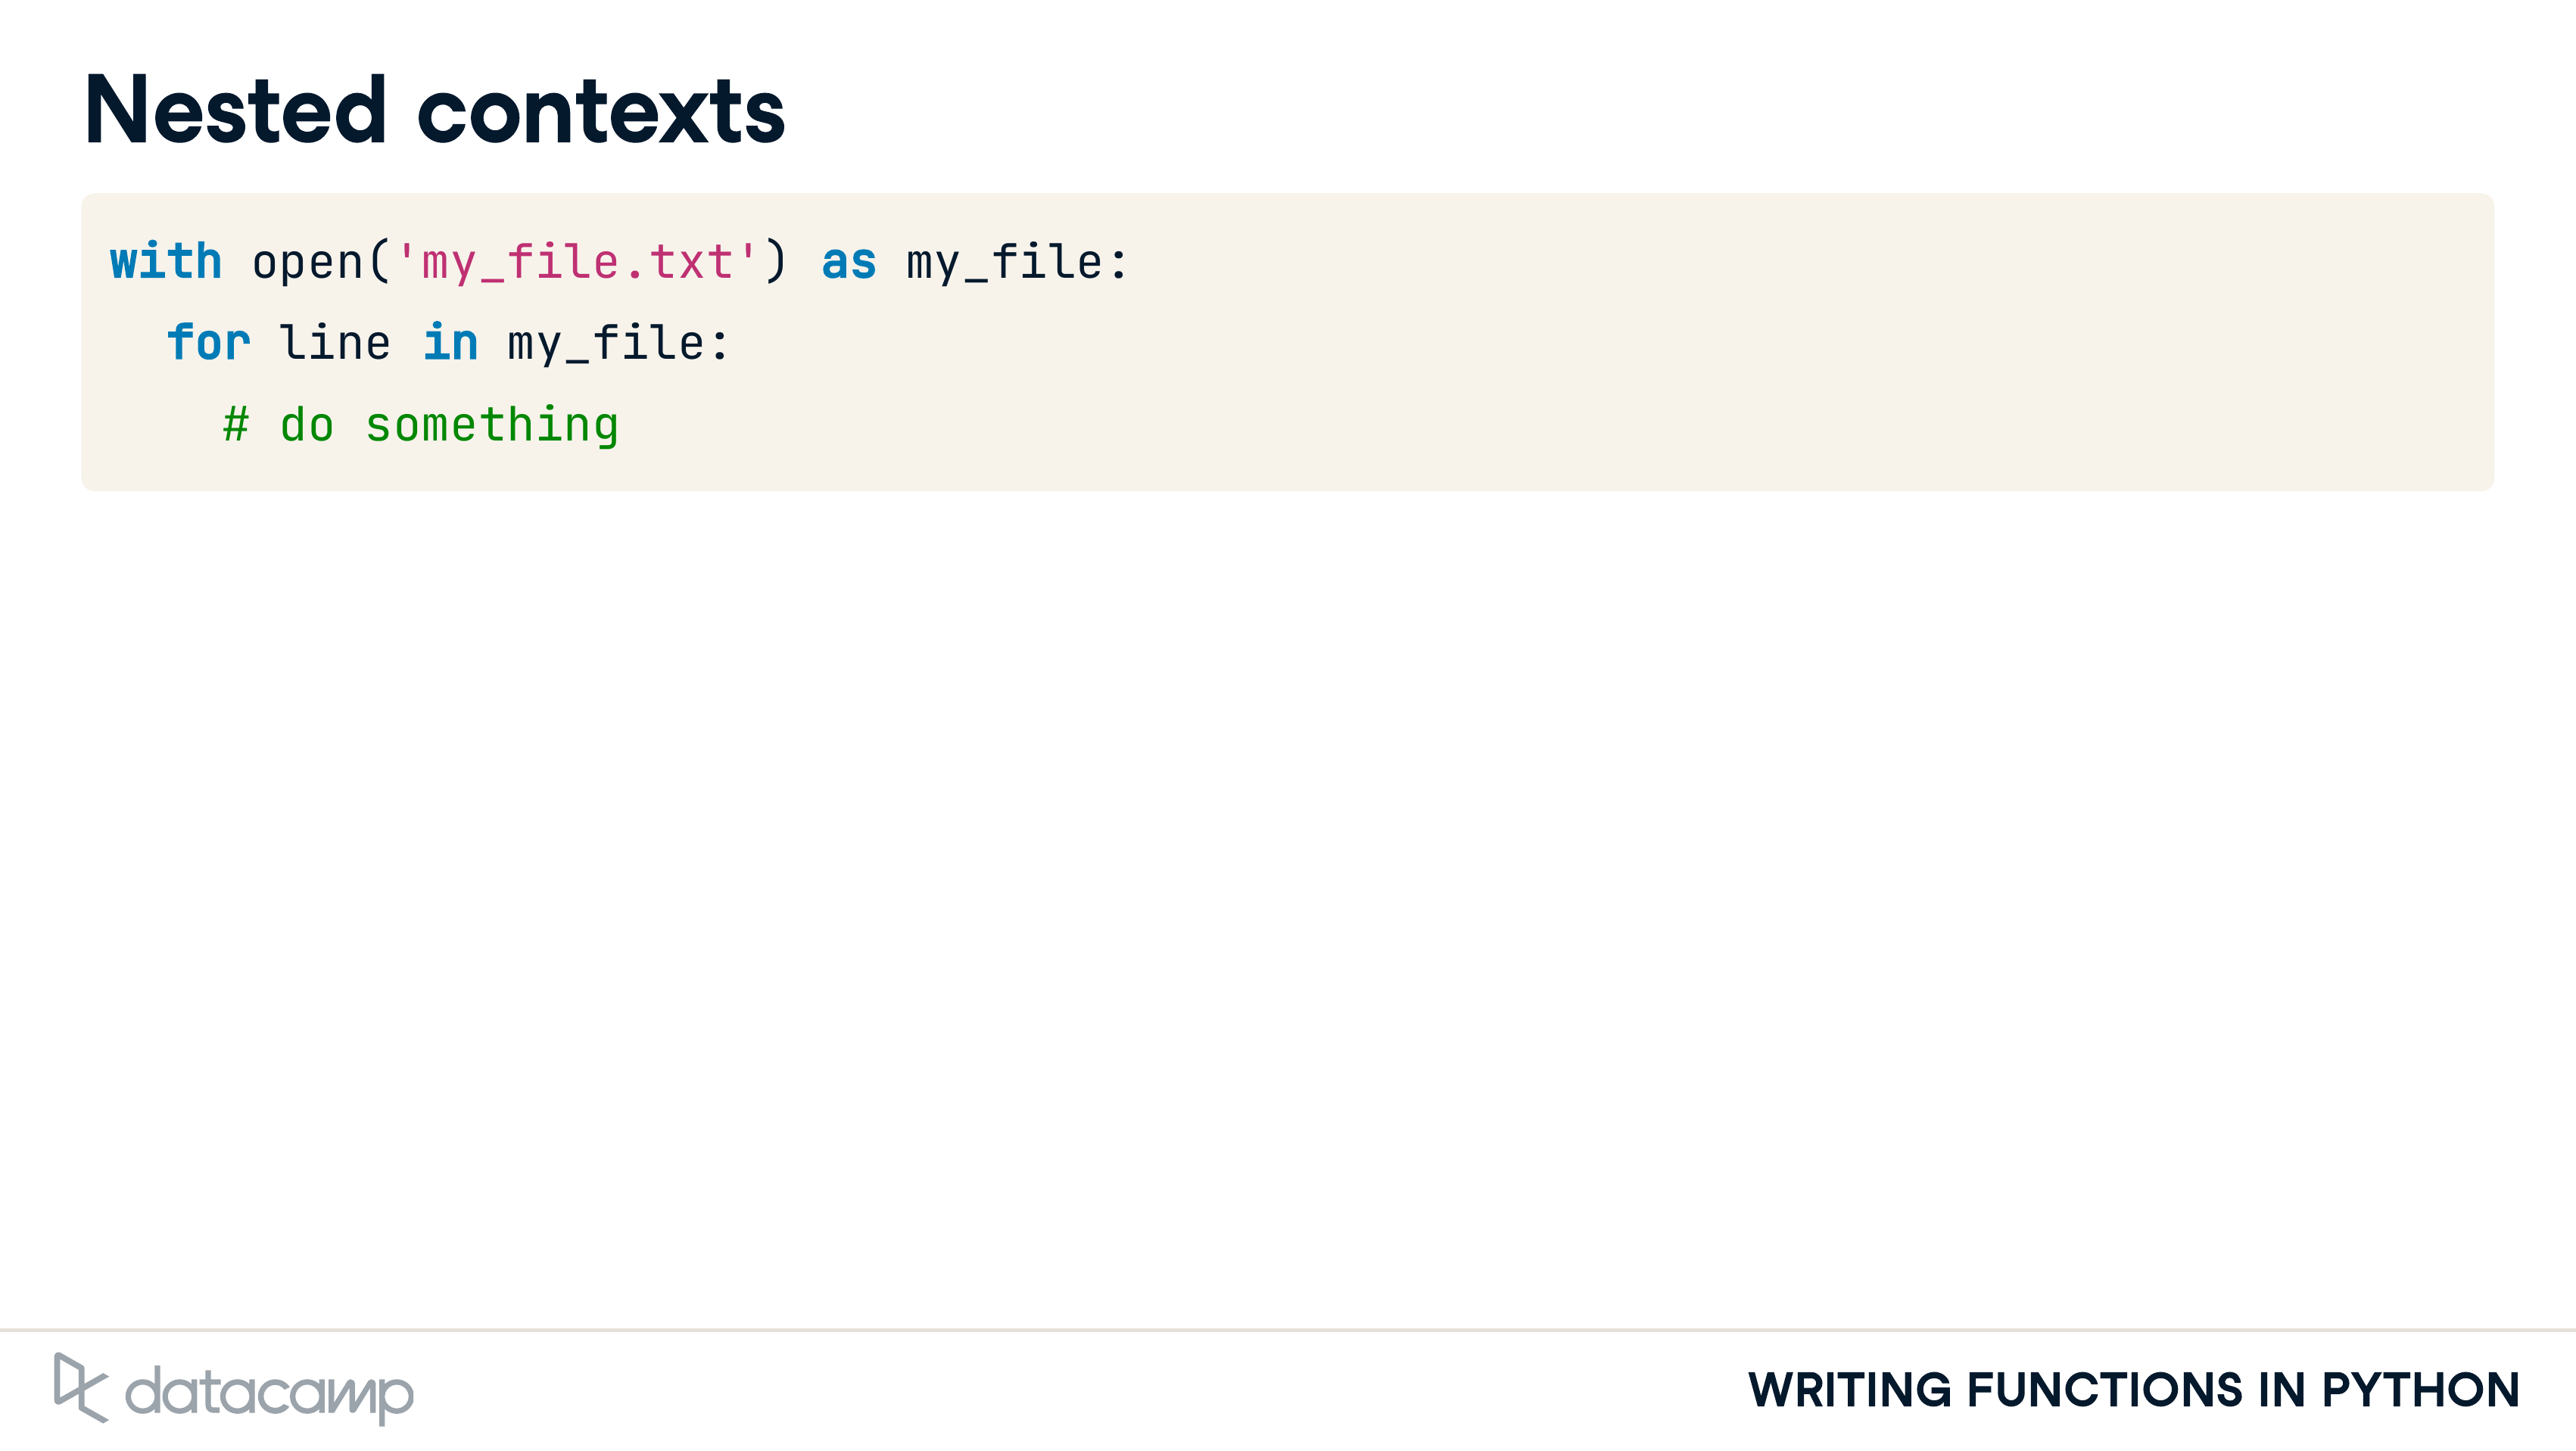 Nested contexts
with open('my_file.txt') as my_file:
  for line in my_file:
    # do something
datacamp
WRITING FUNCTIONS IN PYTHON